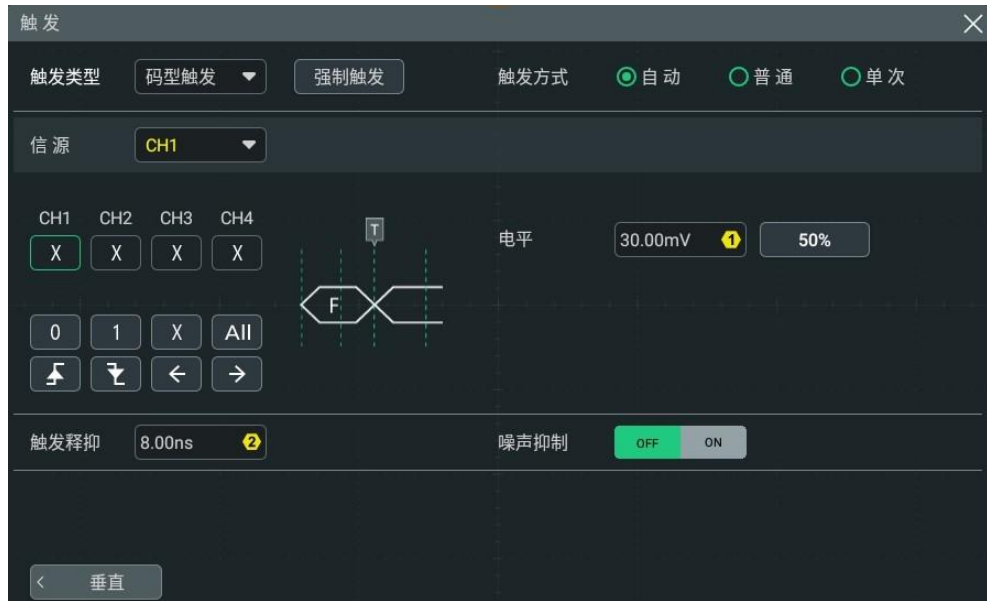 触发
触发类型 码型触发 强制触发 触发方式 自动 普通 单次
信源 CH1
CH1 CH2 CH3 CH4
X X X X
T
F
电平 30.00mV 1 50%
0 1 X All
触发释抑 8.00ns 2 噪声抑制 OFF ON
垂直